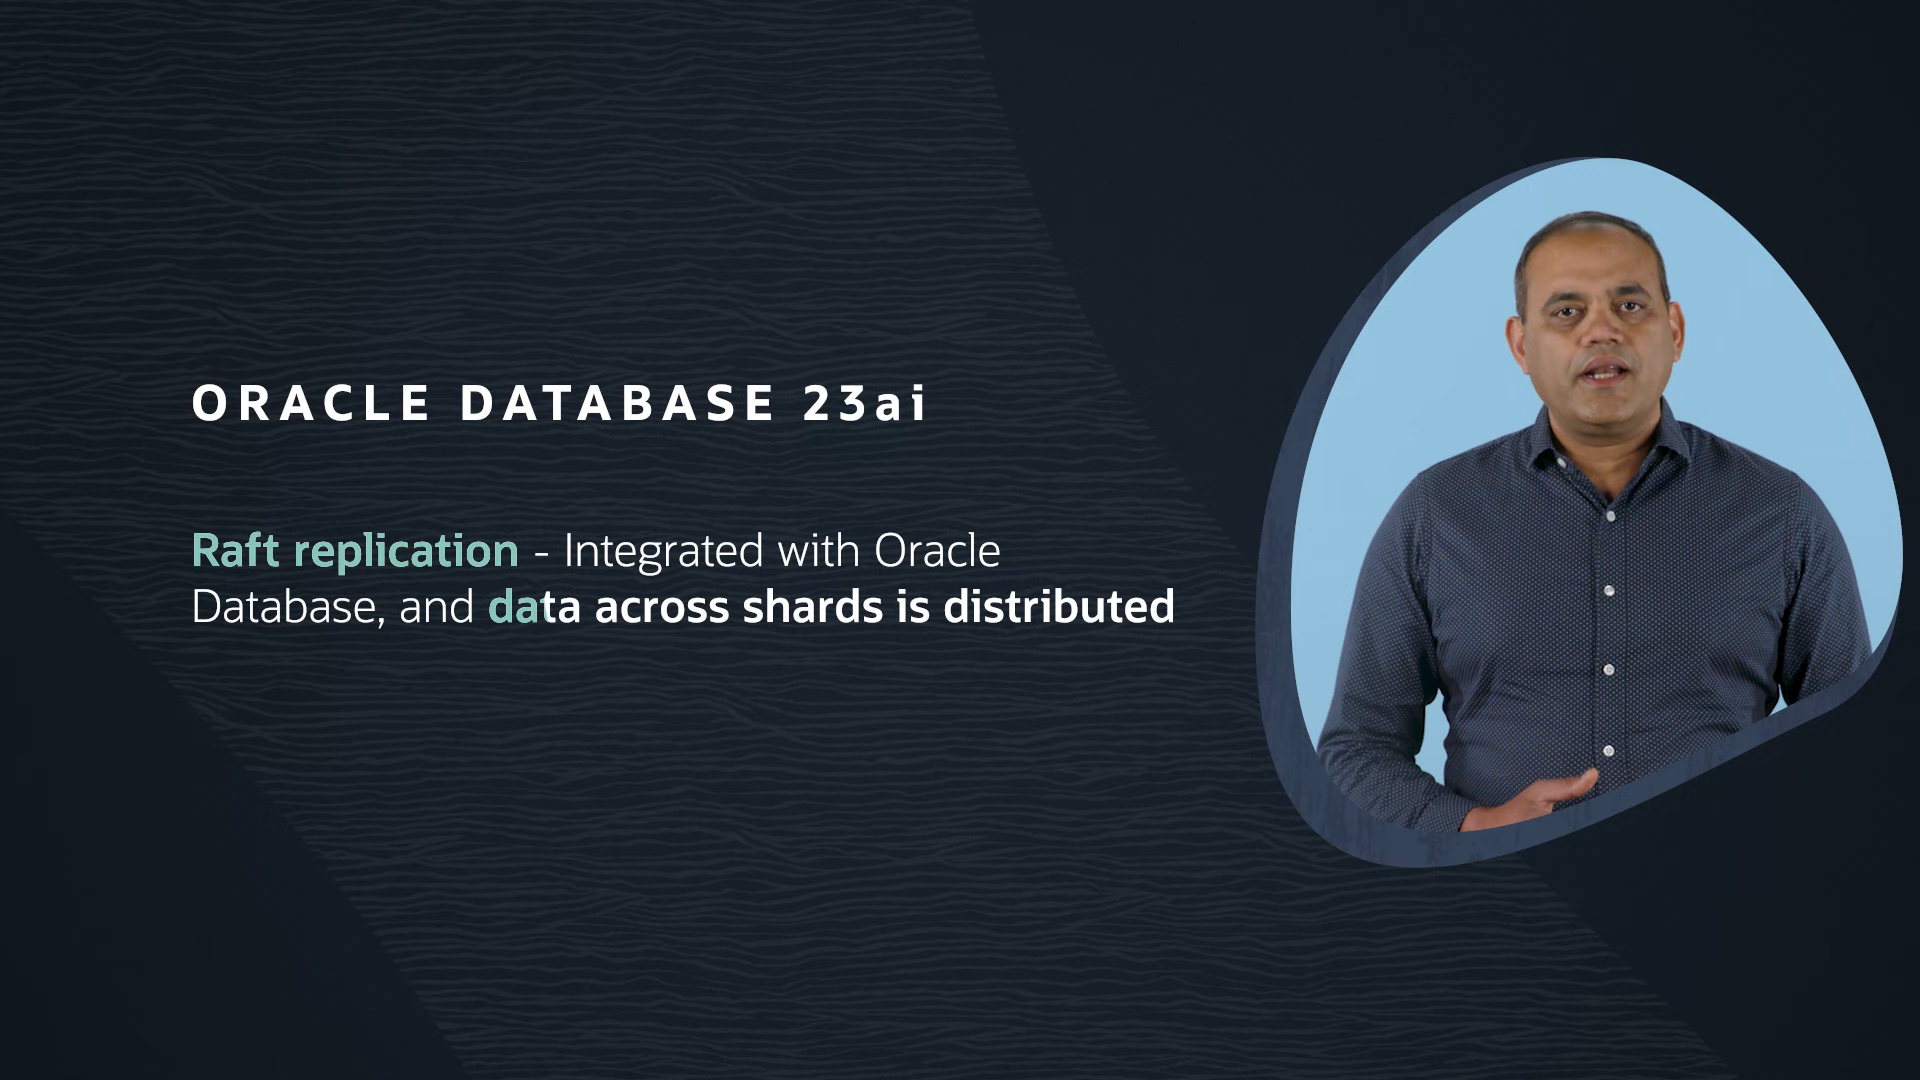 ORACLE DATABASE 23ai
Raft replication - Integrated with Oracle
Database, and data across shards is distributed